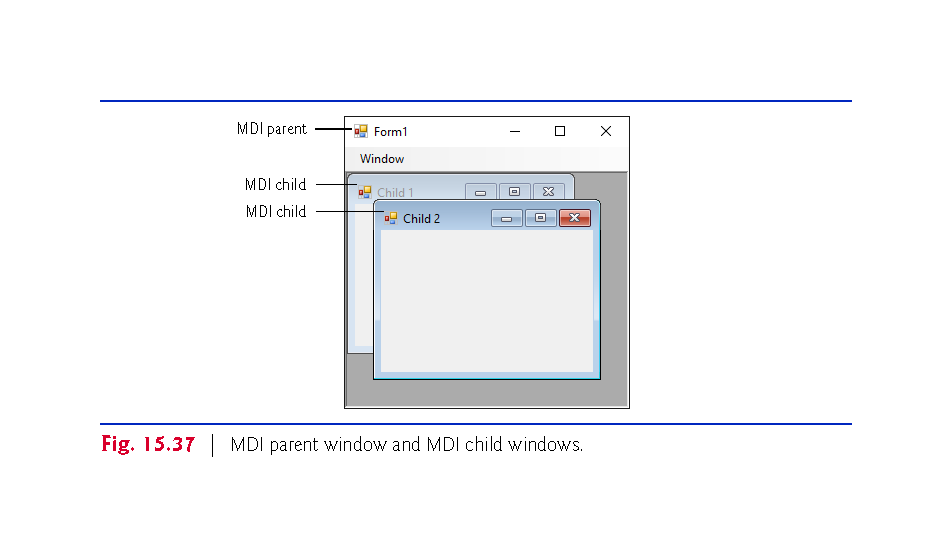 MDI parent
Form1
Window
MDI child
Child 1
MDI child
Child 2
Fig. 15.37 | MDI parent window and MDI child windows.